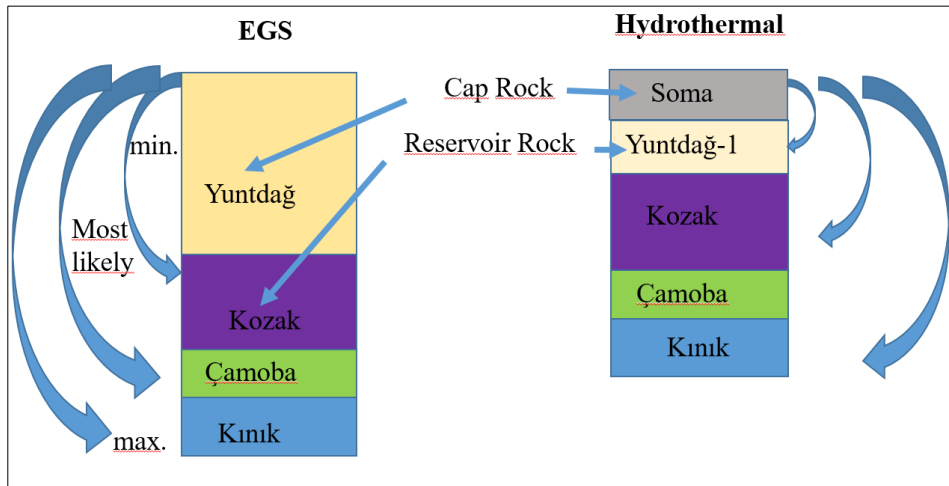 EGS
Hydrothermal
Cap Rock
Soma
min.
Reservoir Rock
Yuntdağ-1
Yuntdağ
Kozak
Most
likely
Kozak
Çamoba
Çamoba
Kınık
max.
Kınık